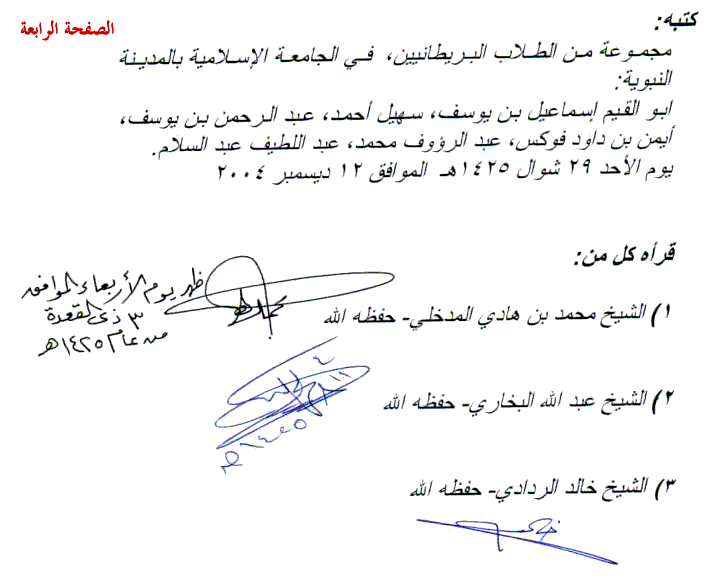 الصفحة الرابعة
كتبه:
مجموعة من الطلاب البريطانيين، في الجامعة الإسلامية بالمدينة
النبوية:
ابو القيم إسماعيل بن يوسف، سهيل أحمد، عبد الرحمن بن يوسف،
أيمن بن داود فوكس، عبد الرؤوف محمد، عبد اللطيف عبد السلام.
يوم الأحد ٢٩ شوال ١٤٢٥هـ الموافق ١٢ ديسمبر ٢٠٠٤
قرأه كل من:
١) الشيخ محمد بن هادي المدخلي- حفظه الله
ظهر يوم الأربعاء الموافق
٣ ذي القعدة
من عام ١٤٢٥هـ
٢) الشيخ عبد الله البخاري- حفظه الله
٣) الشيخ خالد الردادي- حفظه الله